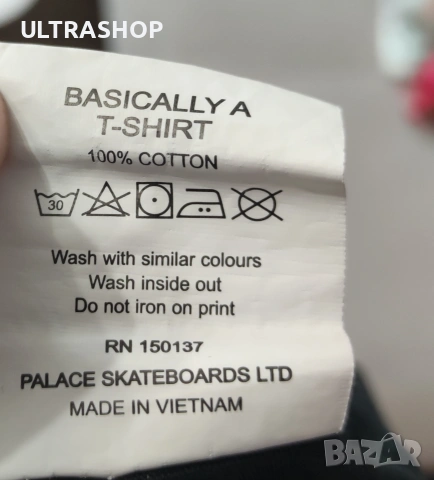 ULTRASHOP
BASICALLY A
T-SHIRT
100% COTTON
30
Wash with similar colours
Wash inside out
Do not iron on print
RN 150137
PALACE SKATEBOARDS LTD
MADE IN VIETNAM
BAZAR